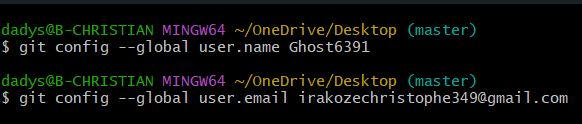 dadys@B-CHRISTIAN MINGW64 ~/OneDrive/Desktop (master)
$ git config --global user.name Ghost6391
dadys@B-CHRISTIAN MINGW64 ~/OneDrive/Desktop (master)
$ git config --global user.email irakozechristophe349@gmail.com